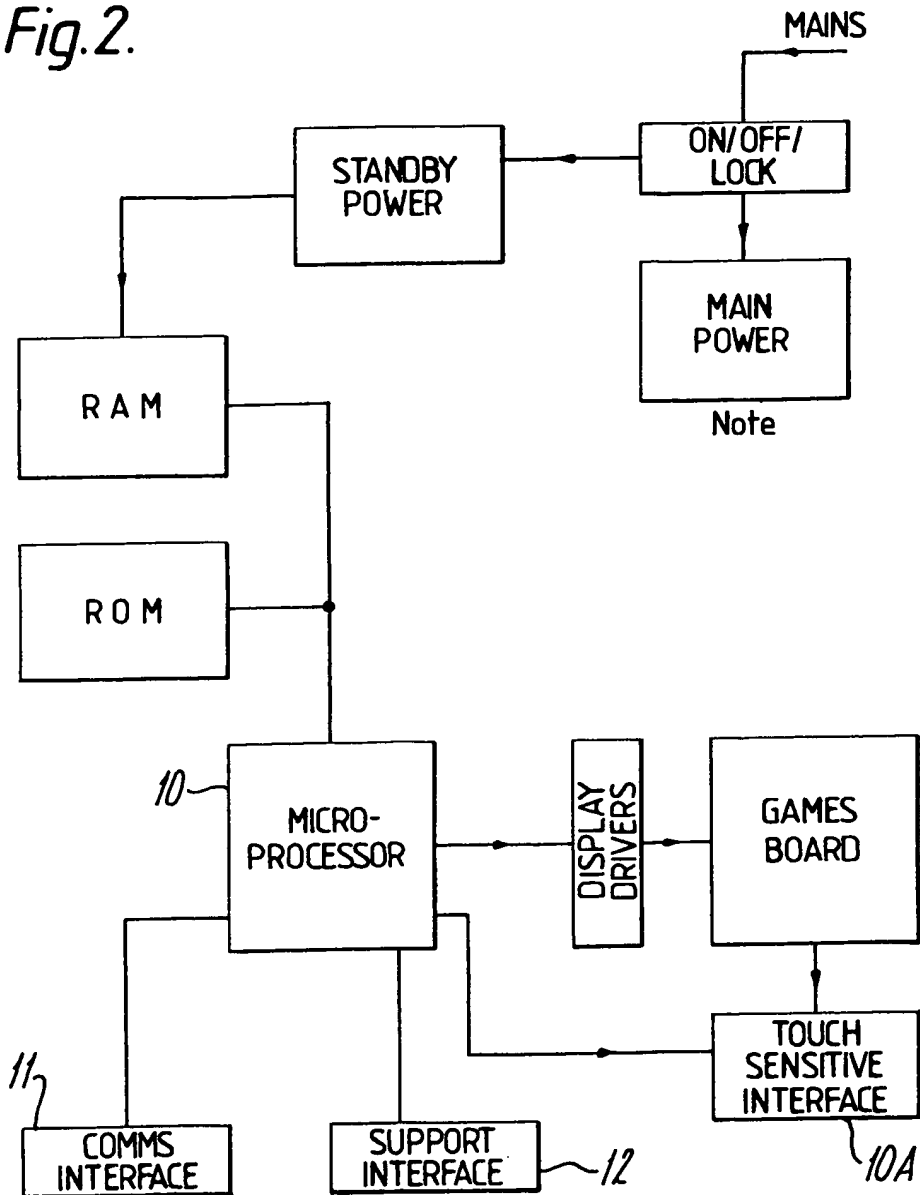 Fig.2.
MAINS
ON/OFF/
LOCK
STANDBY
POWER
MAIN
POWER
Note
RAM
ROM
10
MICRO-
PROCESSOR
DISPLAY
DRIVERS
GAMES
BOARD
TOUCH
SENSITIVE
INTERFACE
10A
11
COMMS
INTERFACE
SUPPORT
INTERFACE
12